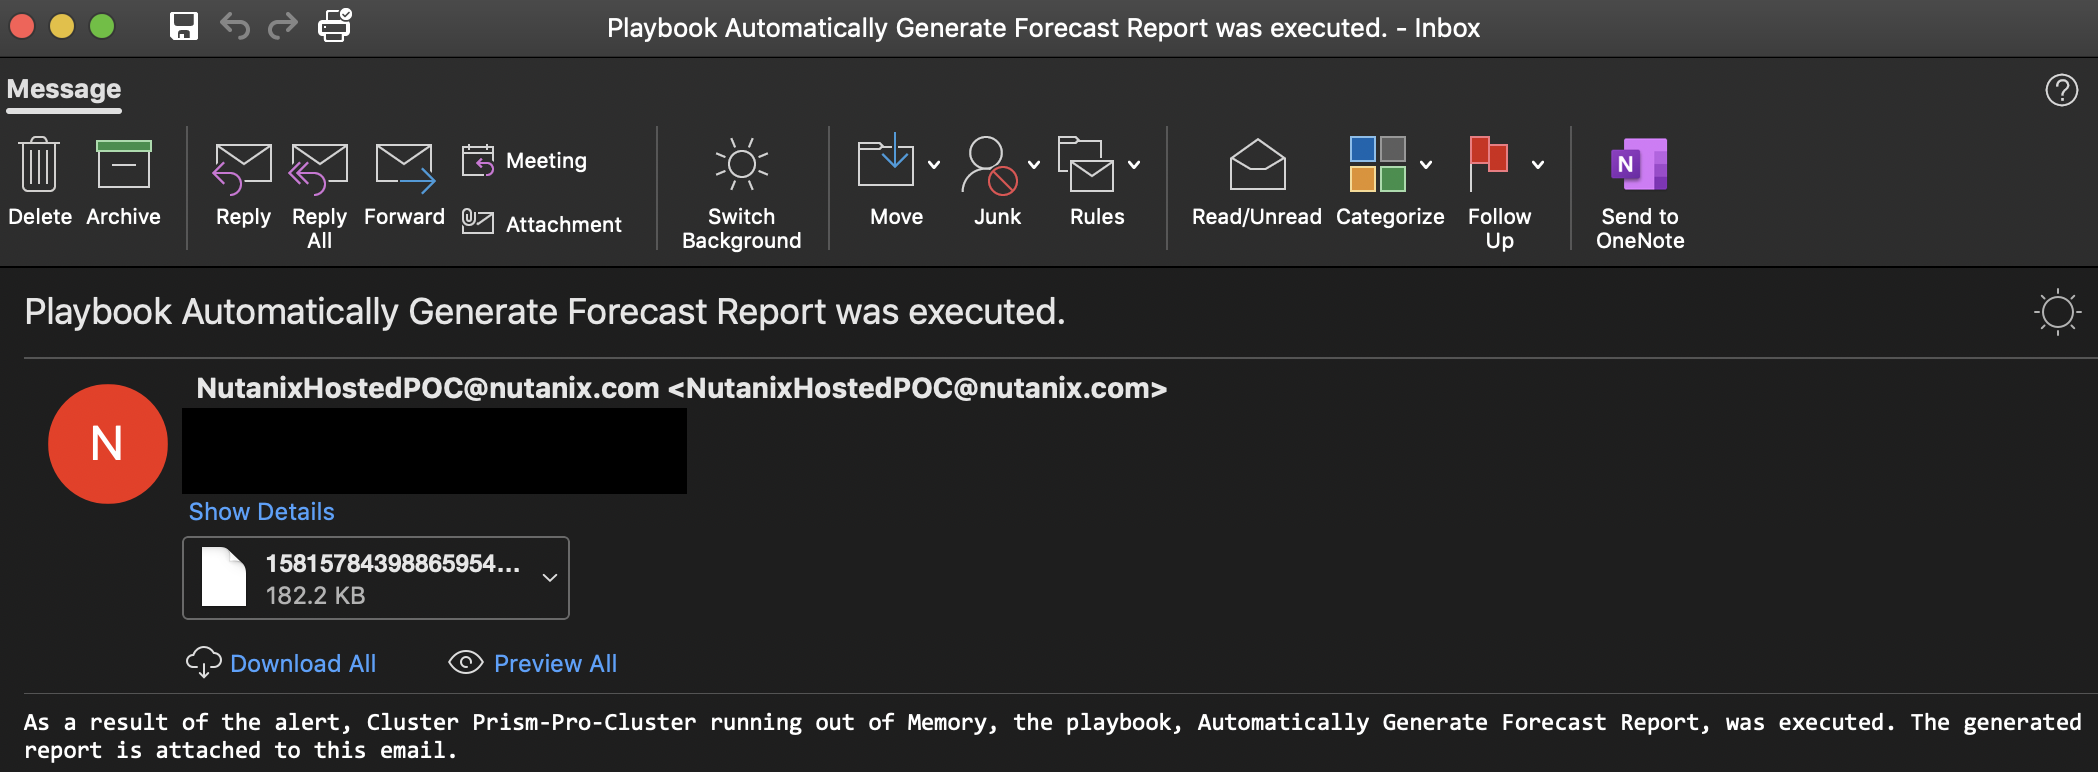 Playbook Automatically Generate Forecast Report was executed. - Inbox
Message
Delete
Archive
Reply
Reply
All
Forward
Meeting
Attachment
Switch
Background
Move
Junk
Rules
Read/Unread
Categorize
Follow
Up
N
Send to
OneNote
Playbook Automatically Generate Forecast Report was executed.
N
NutanixHostedPOC@nutanix.com <NutanixHostedPOC@nutanix.com>
Show Details
15815784398865954...
182.2 KB
Download All
Preview All
As a result of the alert, Cluster Prism-Pro-Cluster running out of Memory, the playbook, Automatically Generate Forecast Report, was executed. The generated
report is attached to this email.